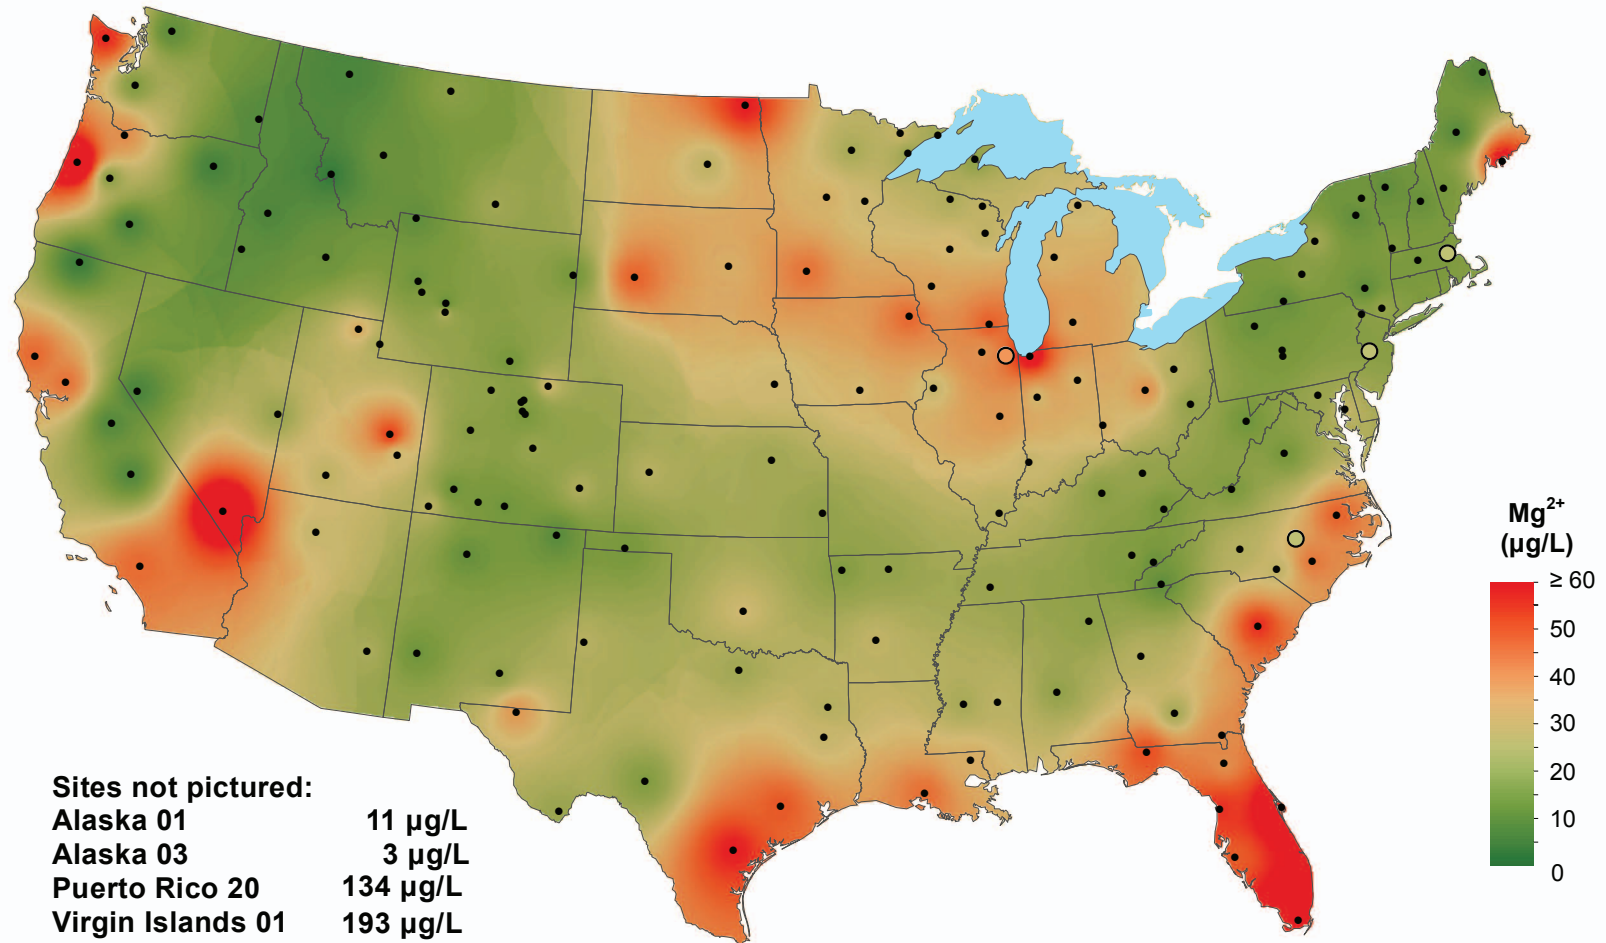 Mg2+
(µg/L)
≥ 60
50
40
30
20
10
0
Sites not pictured:
Alaska 01 11 µg/L
Alaska 03 3 µg/L
Puerto Rico 20 134 µg/L
Virgin Islands 01 193 µg/L